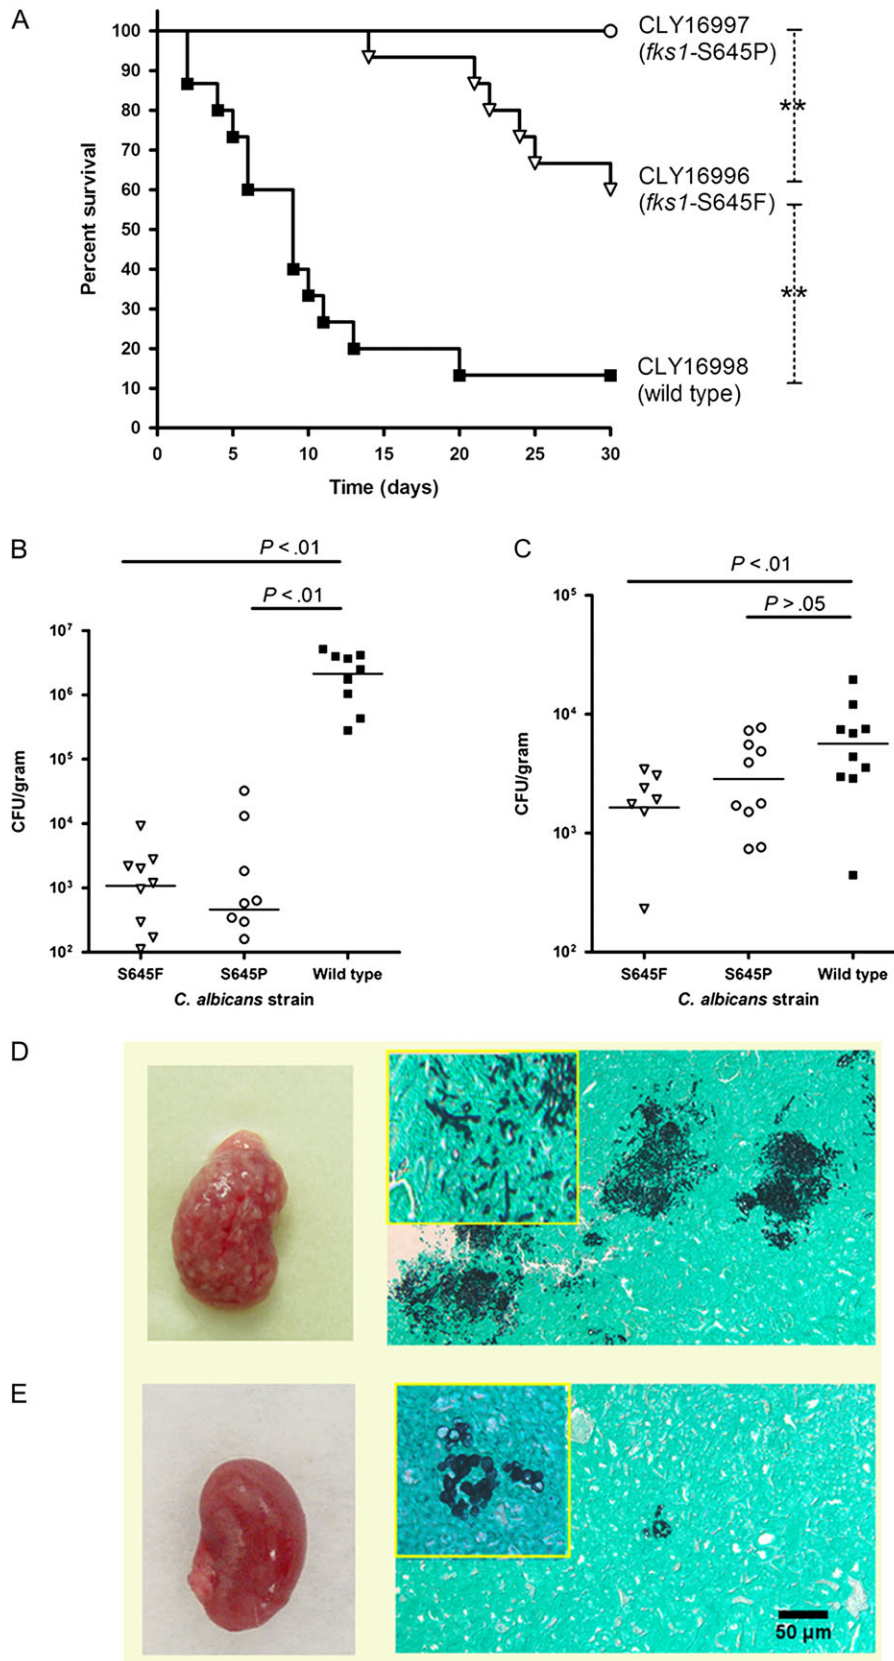 A
100
90
80
70
60
50
40
30
20
10
0
Percent survival
0 5 10 15 20 25 30
Time (days)
CLY16997
(fks1-S645P)
**
CLY16996
(fks1-S645F)
**
CLY16998
(wild type)
B
P < .01
P < .01
10⁷
10⁶
10⁵
10⁴
10³
10²
CFU/gram
S645F S645P Wild type
C. albicans strain
C
P < .01
P > .05
10⁵
10⁴
10³
10²
CFU/gram
S645F S645P Wild type
C. albicans strain
D
E
50 µm